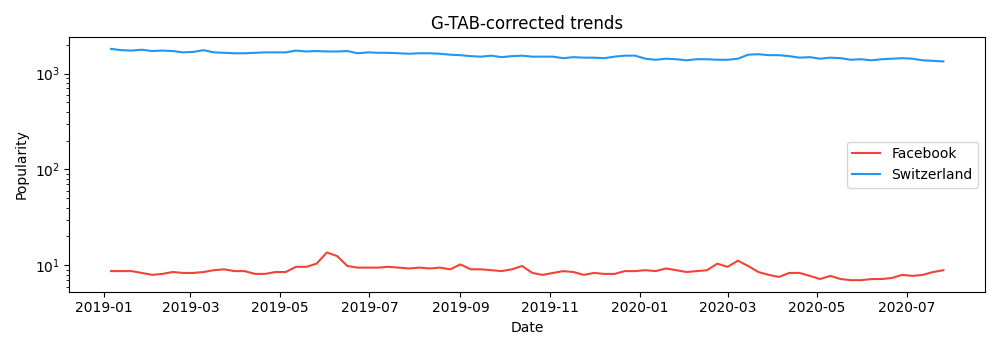 G-TAB-corrected trends
Popularity
10³
10²
10¹
Facebook
Switzerland
2019-01 2019-03 2019-05 2019-07 2019-09 2019-11 2020-01 2020-03 2020-05 2020-07
Date